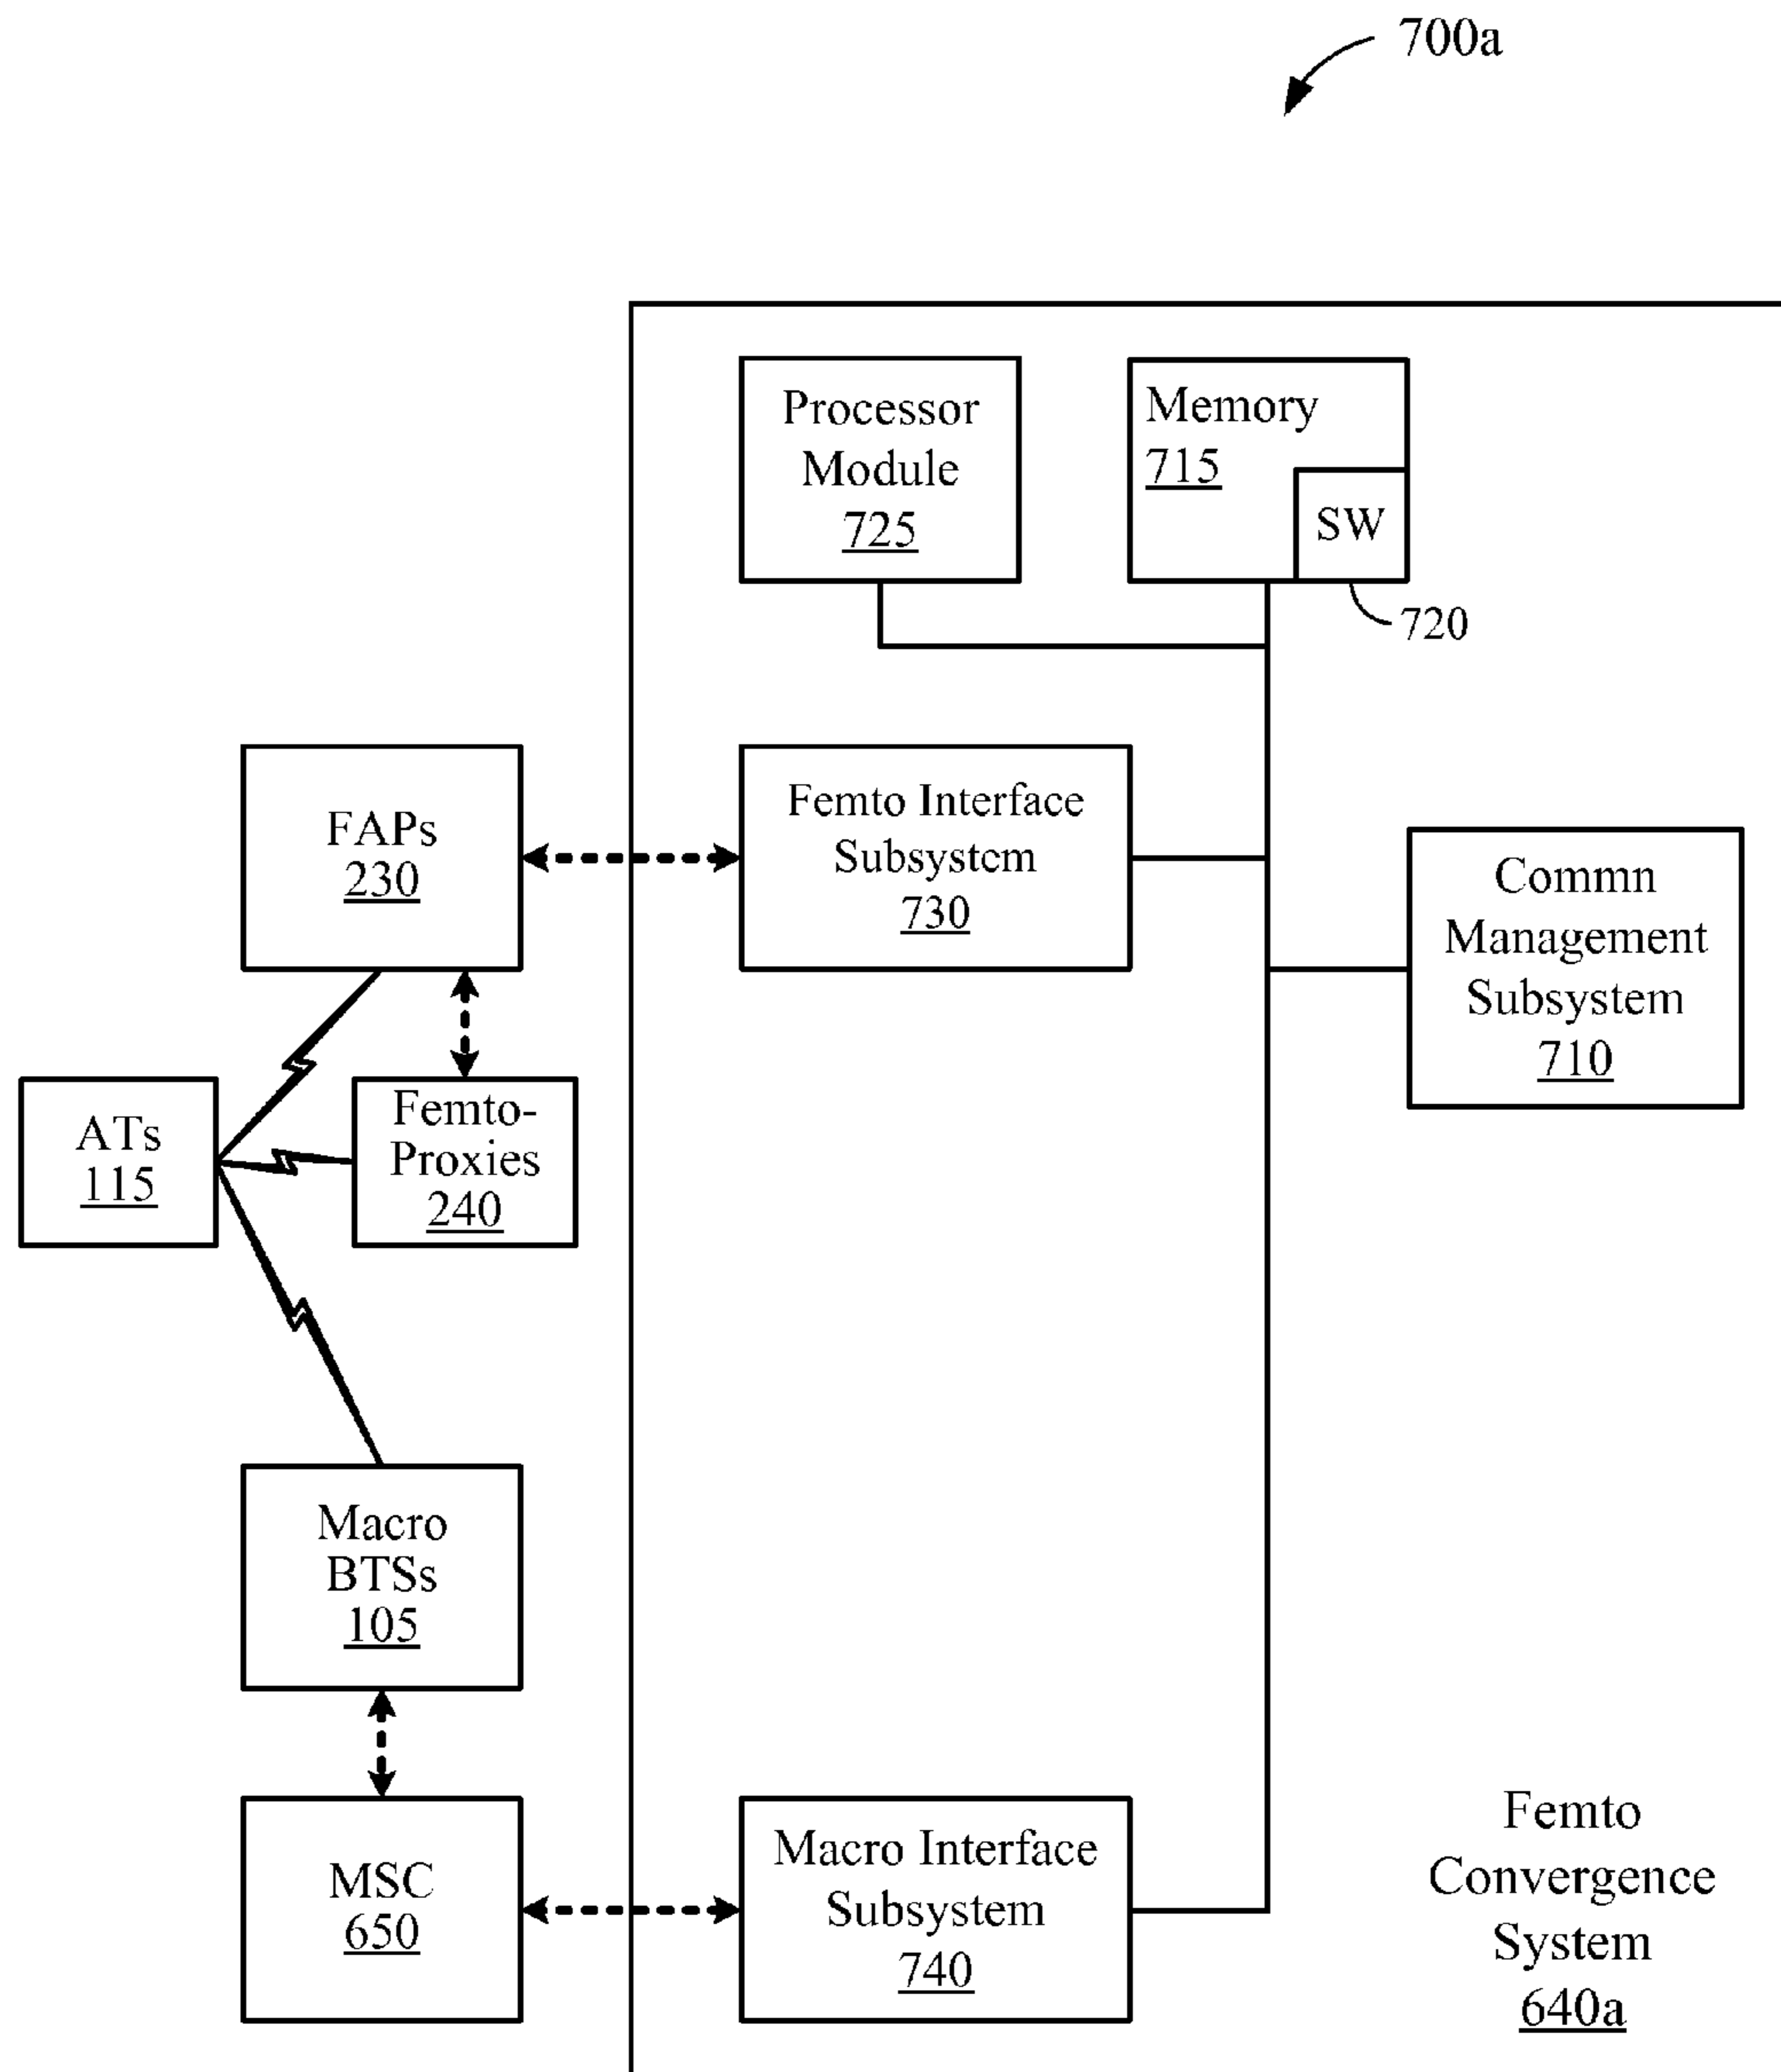 700a
Processor
Module
725
Memory
715
SW
720
FAPs
230
Femto Interface
Subsystem
730
Commn
Management
Subsystem
710
ATs
115
Femto-
Proxies
240
Macro
BTSs
105
MSC
650
Macro Interface
Subsystem
740
Femto
Convergence
System
640a